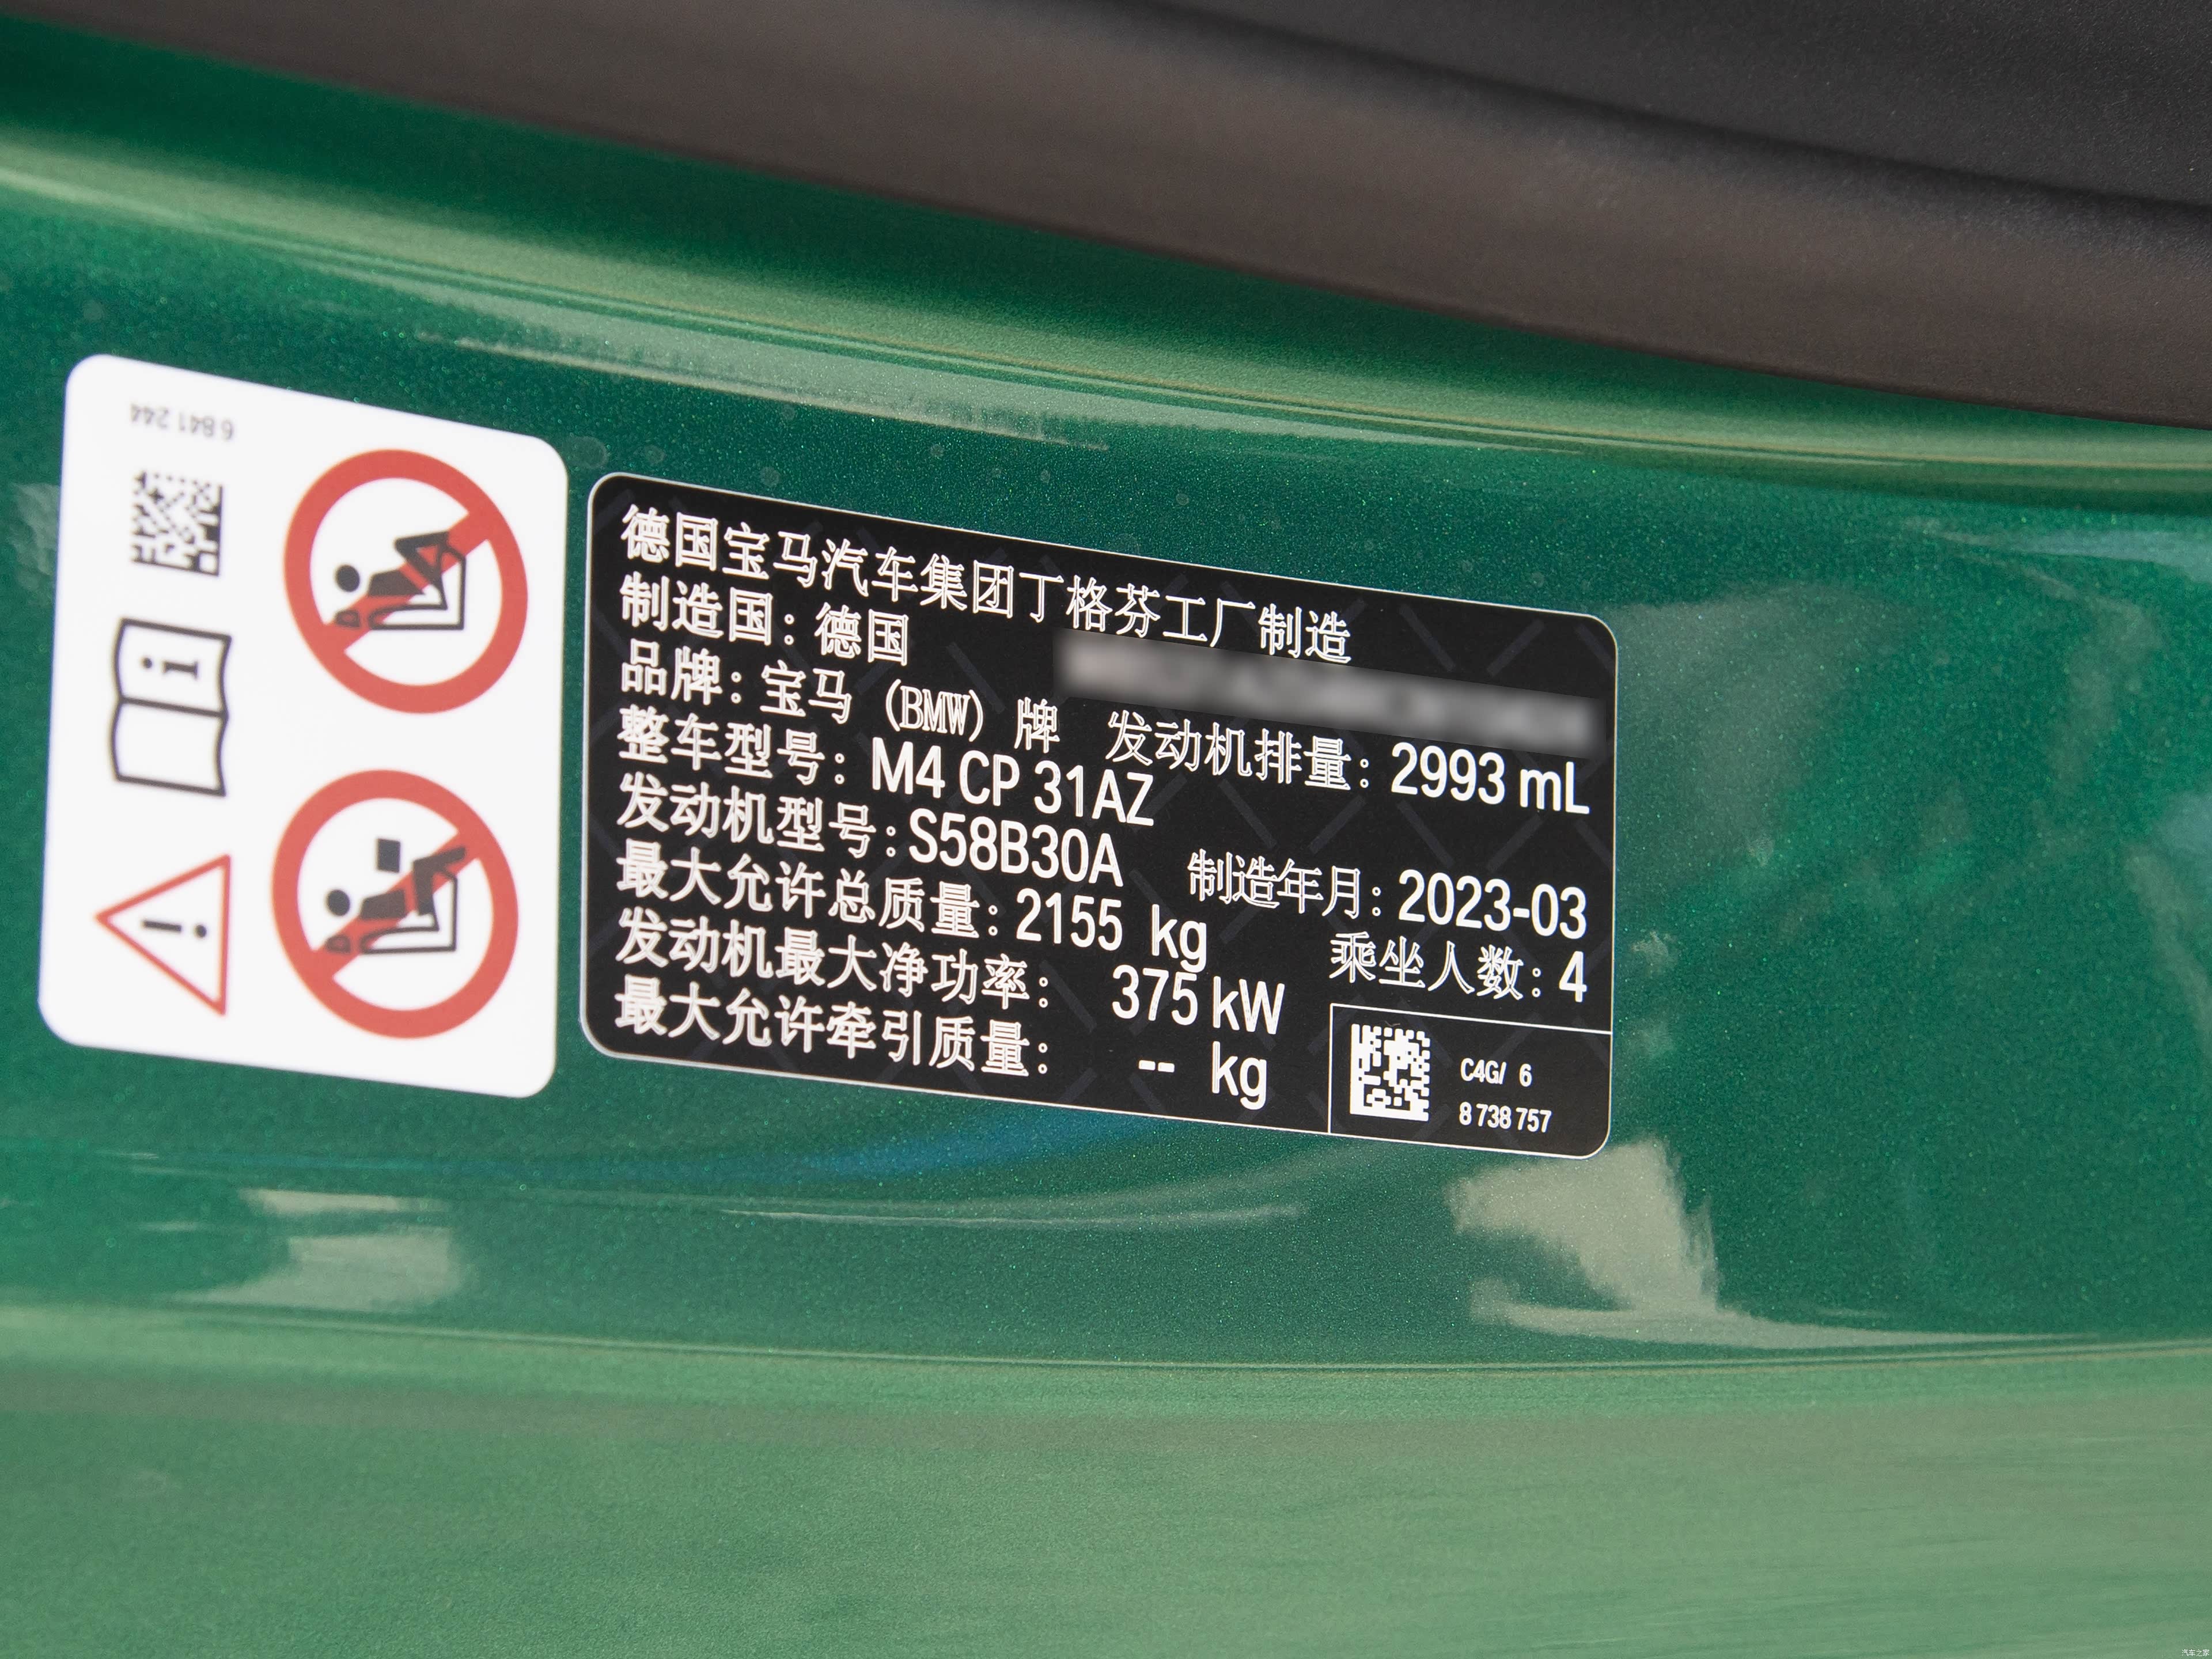 6 841 244
德国宝马汽车集团丁格芬工厂制造
制造国：德国
品牌：宝马 (BMW) 牌 发动机排量：2993 mL
整车型号：M4 CP 31AZ
发动机型号：S58B30A 制造年月：2023-03
最大允许总质量：2155 kg 乘坐人数：4
发动机最大净功率： 375 kW
最大允许牵引质量： -- kg
C4G/ 6
8 738 757
汽车之家